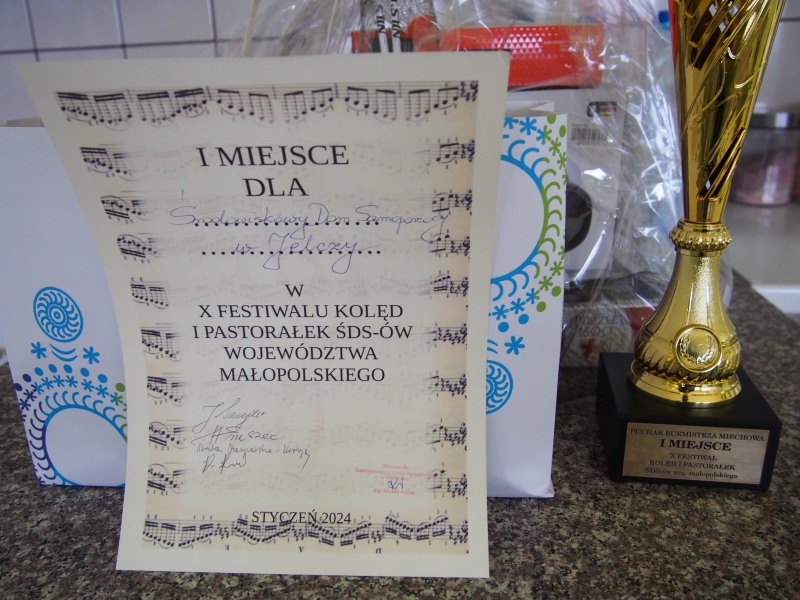 I MIEJSCE
DLA
Środowiskowy Dom Samopomocy
w Jelczy
W
X FESTIWALU KOLĘD
I PASTORAŁEK ŚDS-ÓW
WOJEWÓDZTWA
MAŁOPOLSKIEGO
STYCZEŃ 2024
PUCHAR BURMISTRZA MIECHOWA
I MIEJSCE
X FESTIWAL
KOLĘD I PASTORAŁEK
ŚDS-ów woj. małopolskiego